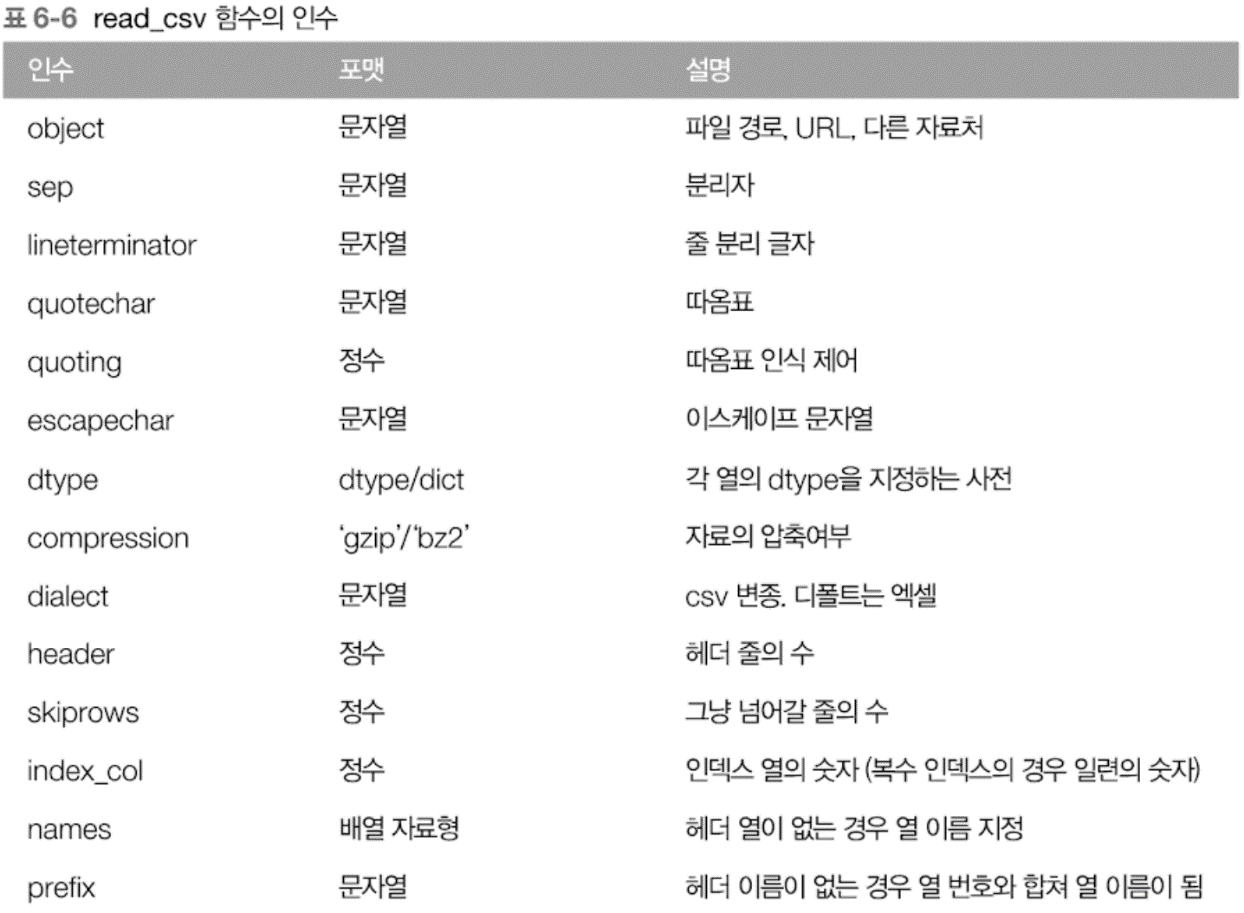 표 6-6 read_csv 함수의 인수
인수 포맷 설명
object 문자열 파일 경로, URL, 다른 자료처
sep 문자열 분리자
lineterminator 문자열 줄 분리 글자
quotechar 문자열 따옴표
quoting 정수 따옴표 인식 제어
escapechar 문자열 이스케이프 문자열
dtype dtype/dict 각 열의 dtype을 지정하는 사전
compression ‘gzip’/‘bz2’ 자료의 압축여부
dialect 문자열 csv 변종. 디폴트는 엑셀
header 정수 헤더 줄의 수
skiprows 정수 그냥 넘어갈 줄의 수
index_col 정수 인덱스 열의 숫자 (복수 인덱스의 경우 일련의 숫자)
names 배열 자료형 헤더 열이 없는 경우 열 이름 지정
prefix 문자열 헤더 이름이 없는 경우 열 번호와 합쳐 열 이름이 됨